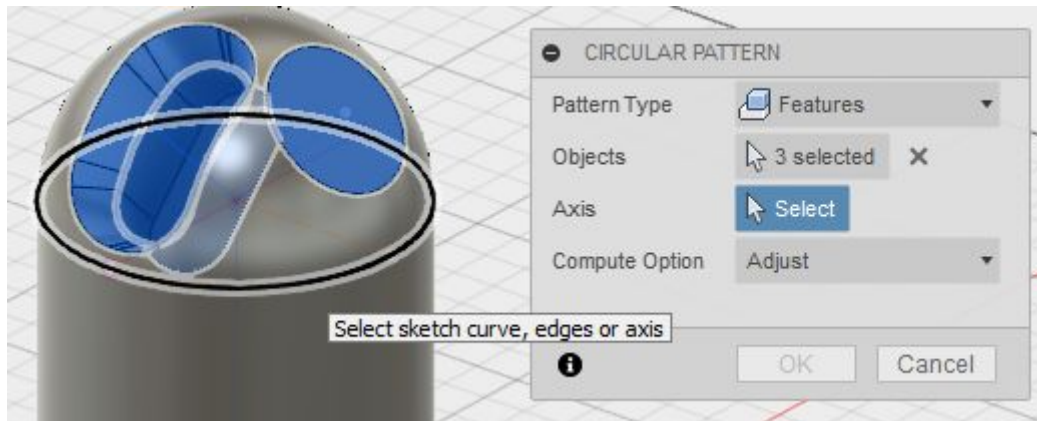 CIRCULAR PATTERN
Pattern Type Features
Objects 3 selected
Axis Select
Compute Option Adjust
Select sketch curve, edges or axis
OK Cancel